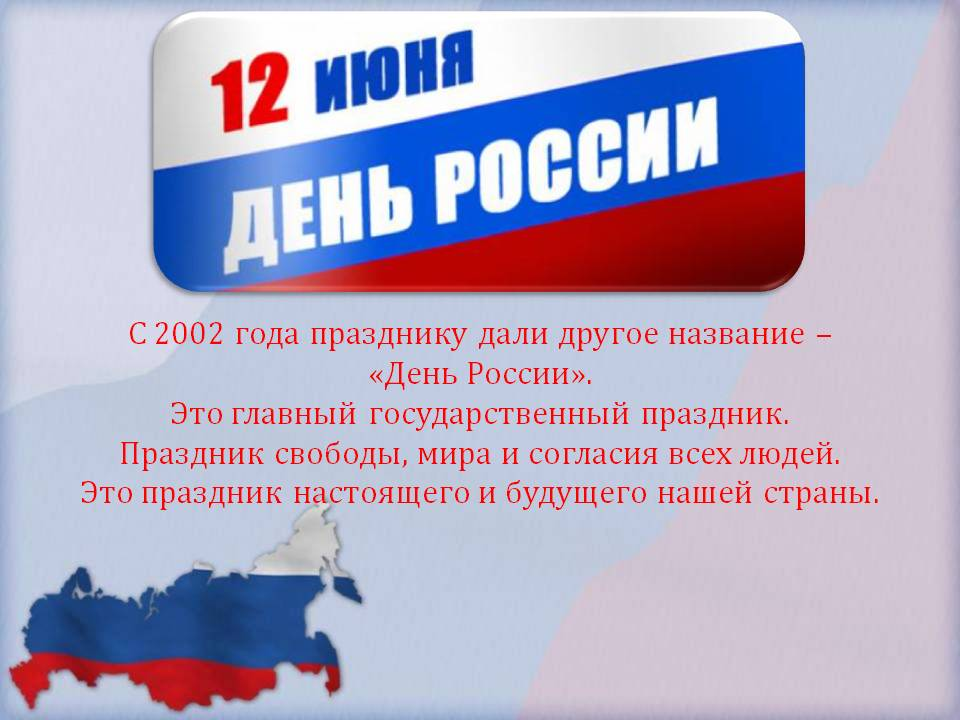 12 ИЮНЯ
ДЕНЬ РОССИИ
С 2002 года празднику дали другое название –
«День России».
Это главный государственный праздник.
Праздник свободы, мира и согласия всех людей.
Это праздник настоящего и будущего нашей страны.